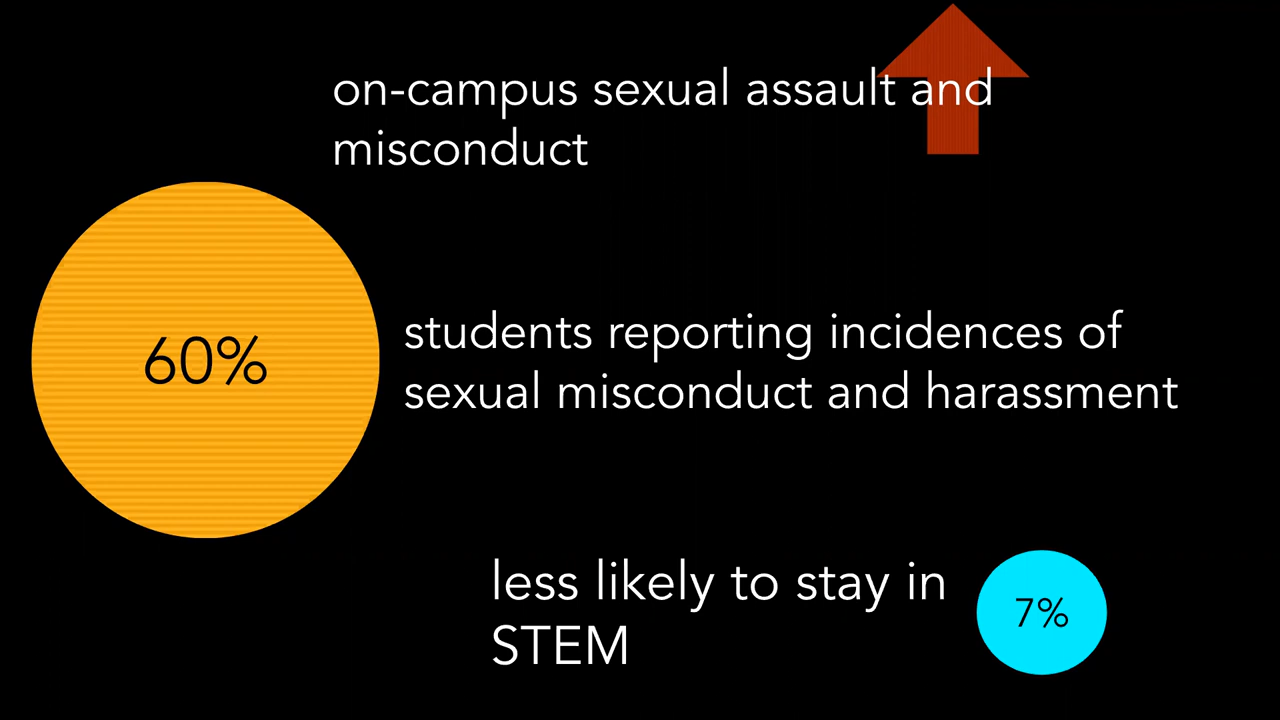 on-campus sexual assault and
misconduct
60%
students reporting incidences of
sexual misconduct and harassment
less likely to stay in
STEM
7%